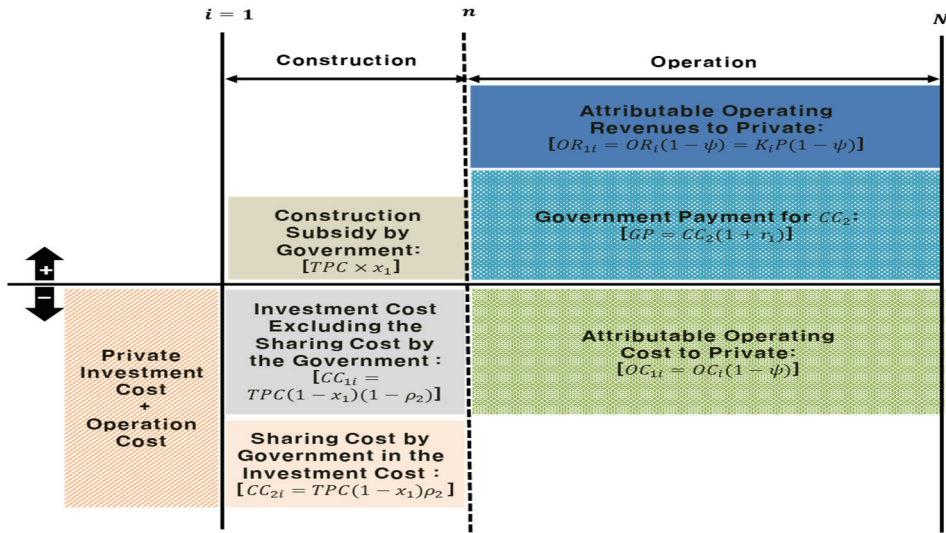 i = 1
n
N
Construction
Operation
Attributable Operating
Revenues to Private:
[OR₁ᵢ = ORᵢ(1 − ψ) = KᵢP(1 − ψ)]
Construction
Subsidy by
Government:
[TPC × x₁]
Government Payment for CC₂:
[GP = CC₂(1 + r₁)]
+
−
Private
Investment
Cost
+
Operation
Cost
Investment Cost
Excluding the
Sharing Cost by
the Government :
[CC₁ᵢ =
TPC(1 − x₁)(1 − ρ₂)]
Attributable Operating
Cost to Private:
[OC₁ᵢ = OCᵢ(1 − ψ)]
Sharing Cost by
Government in the
Investment Cost :
[CC₂ᵢ = TPC(1 − x₁)ρ₂]